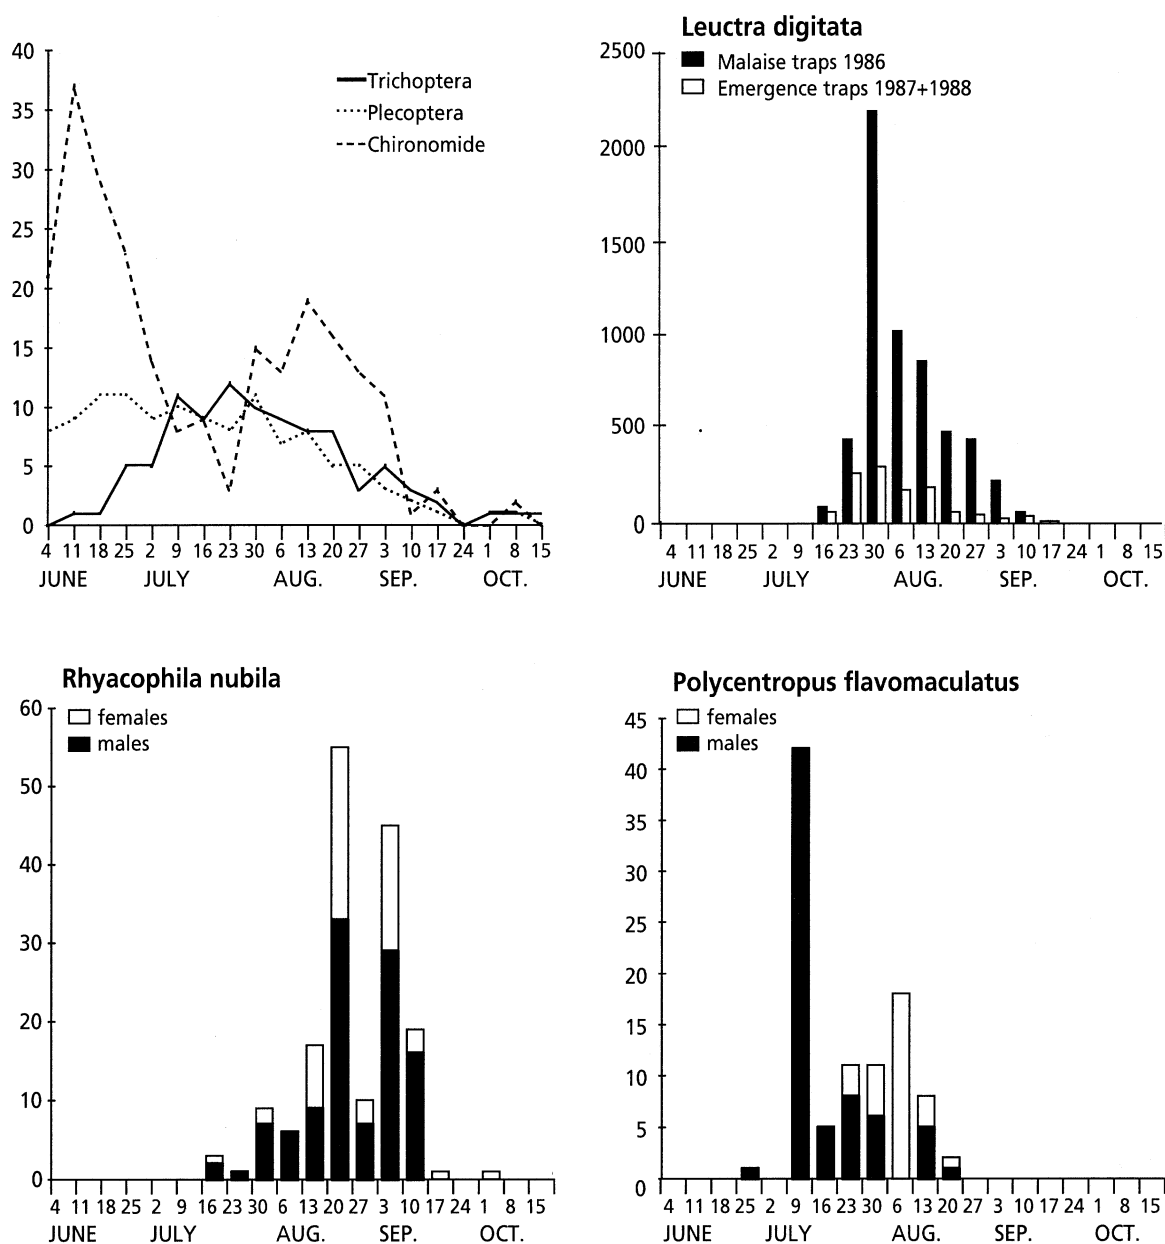 40
35
30
25
20
15
10
5
0
Trichoptera
Plecoptera
Chironomide
4 11 18 25 2 9 16 23 30 6 13 20 27 3 10 17 24 1 8 15
JUNE JULY AUG. SEP. OCT.
Leuctra digitata
Malaise traps 1986
Emergence traps 1987+1988
2500
2000
1500
1000
500
0
4 11 18 25 2 9 16 23 30 6 13 20 27 3 10 17 24 1 8 15
JUNE JULY AUG. SEP. OCT.
Rhyacophila nubila
females
males
60
50
40
30
20
10
0
4 11 18 25 2 9 16 23 30 6 13 20 27 3 10 17 24 1 8 15
JUNE JULY AUG. SEP. OCT.
Polycentropus flavomaculatus
females
males
45
40
35
30
25
20
15
10
5
0
4 11 18 25 2 9 16 23 30 6 13 20 27 3 10 17 24 1 8 15
JUNE JULY AUG. SEP. OCT.